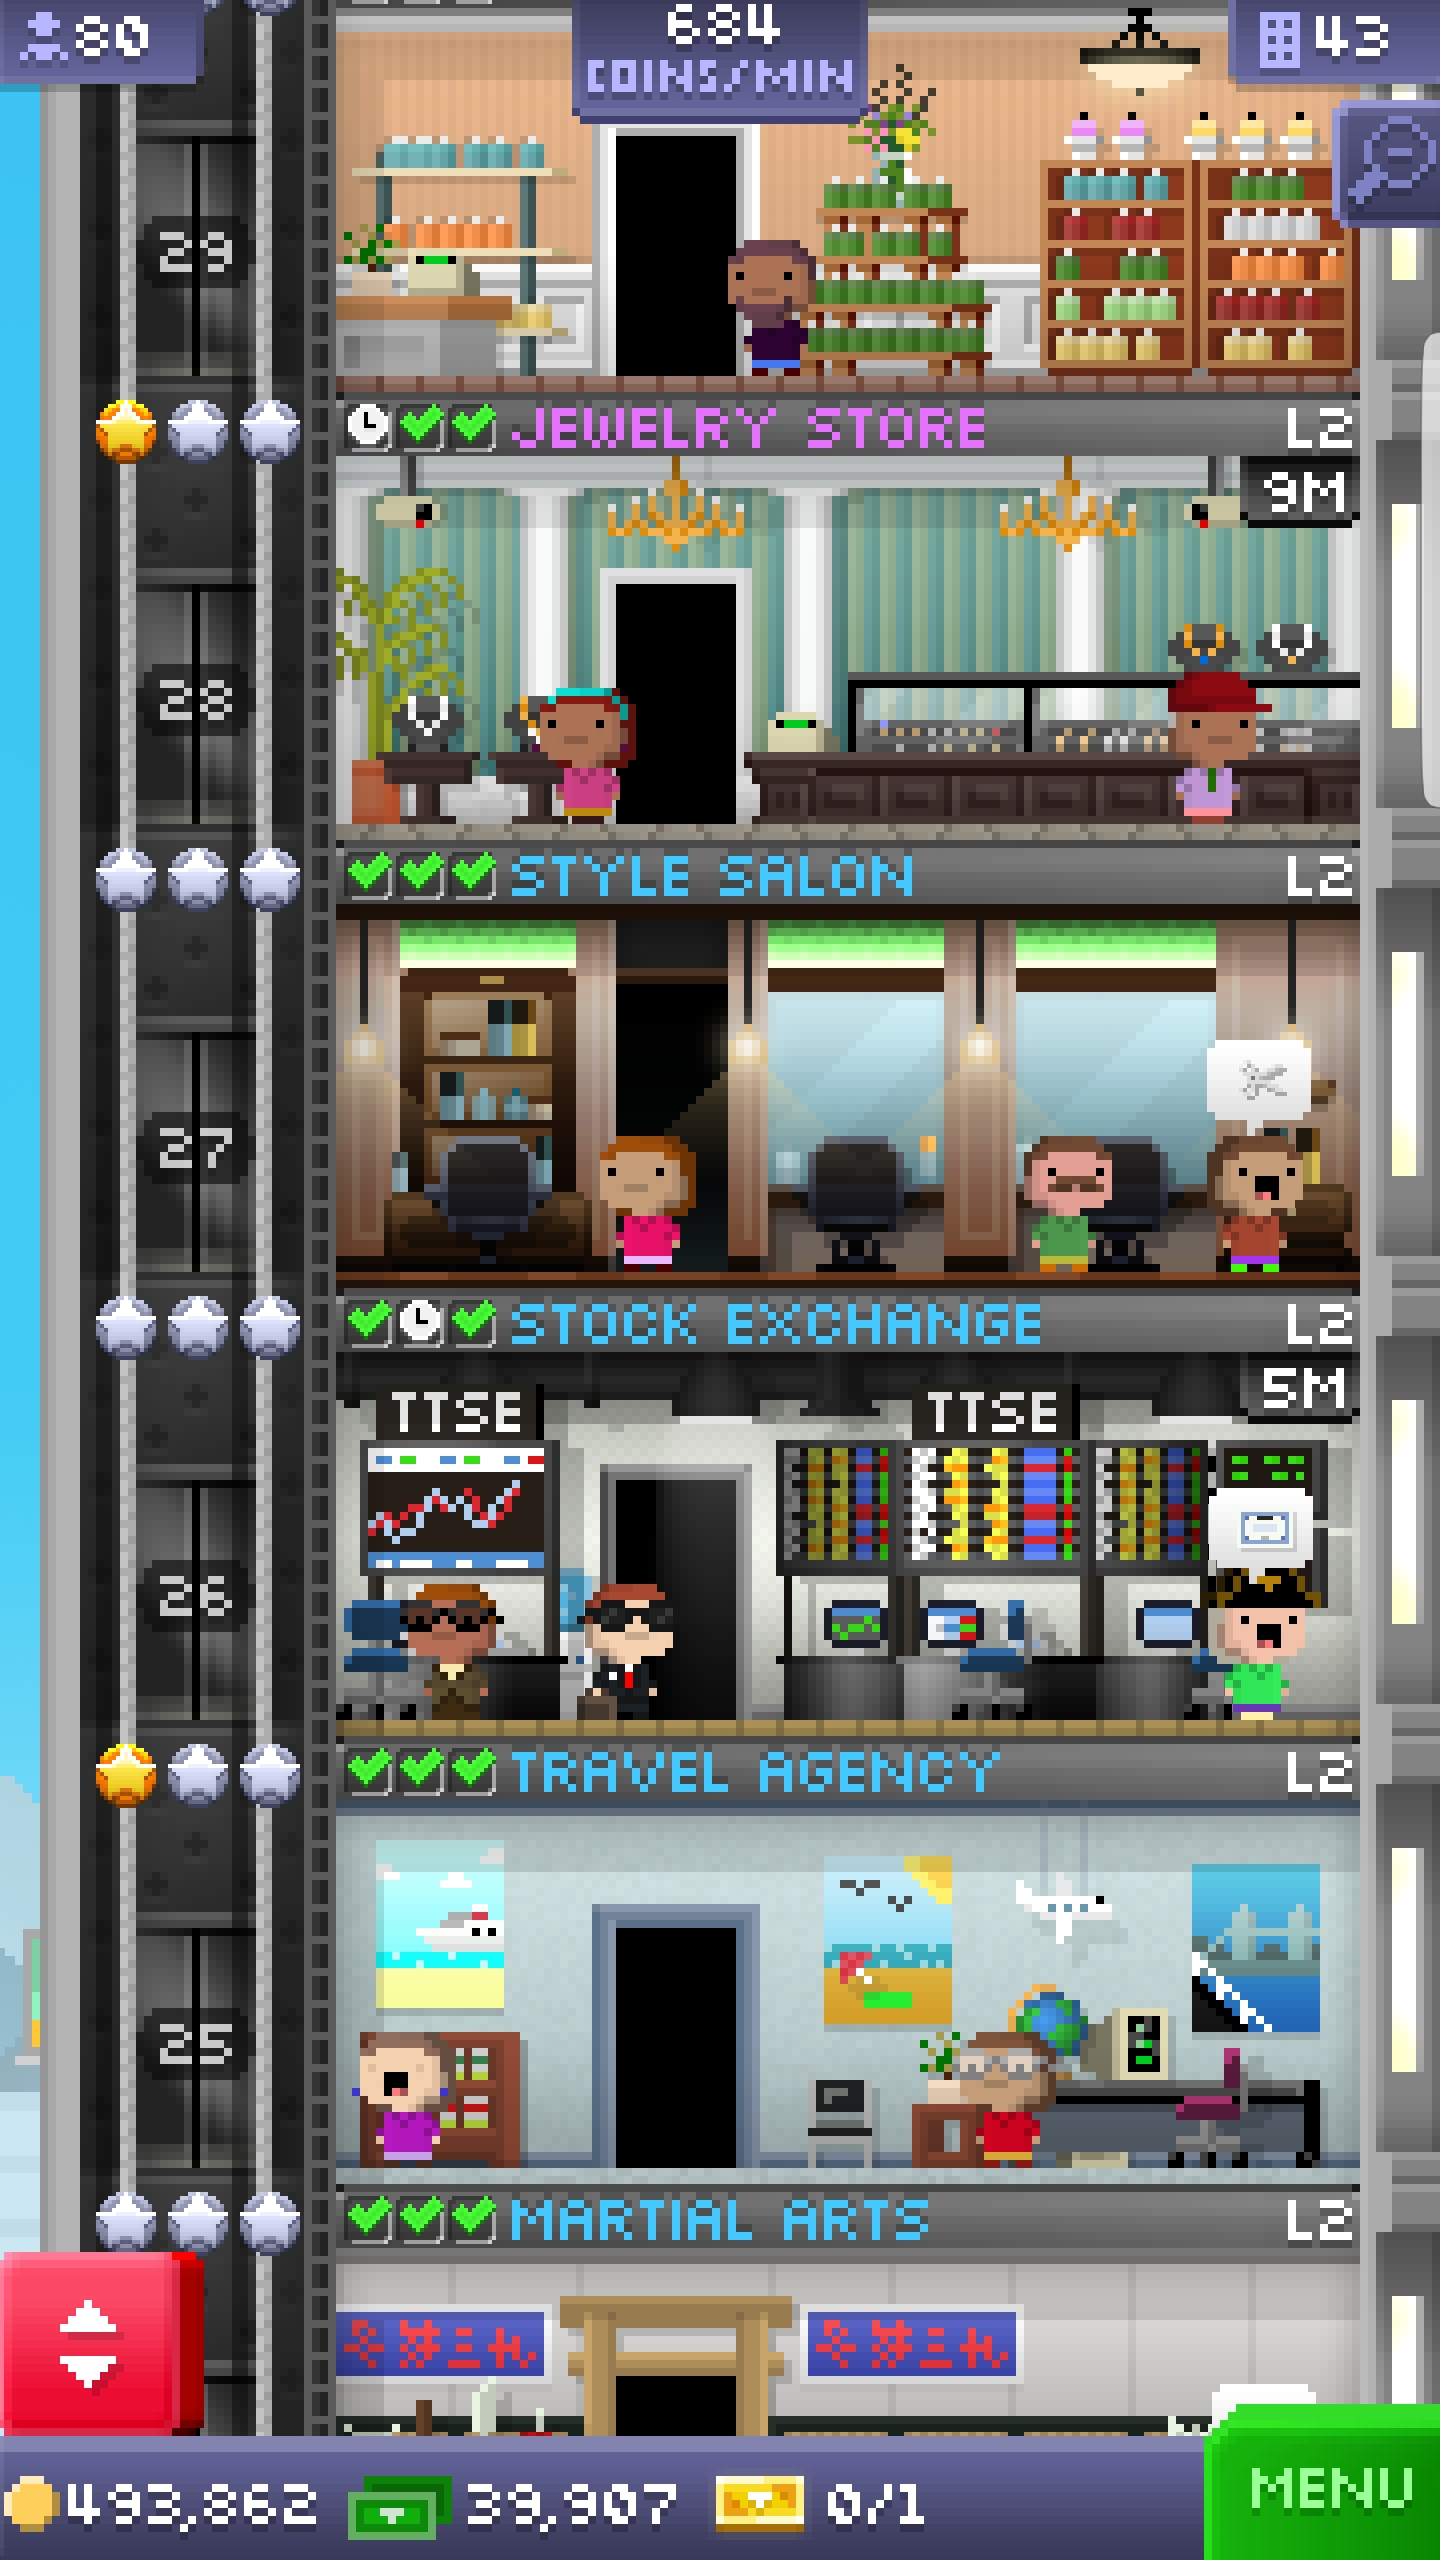 80
684
COINS/MIN
43
29
JEWELRY STORE
L2
9M
28
STYLE SALON
L2
27
STOCK EXCHANGE
L2
5M
TTSE
TTSE
26
TRAVEL AGENCY
L2
25
MARTIAL ARTS
L2
493,862
39,907
0/1
MENU